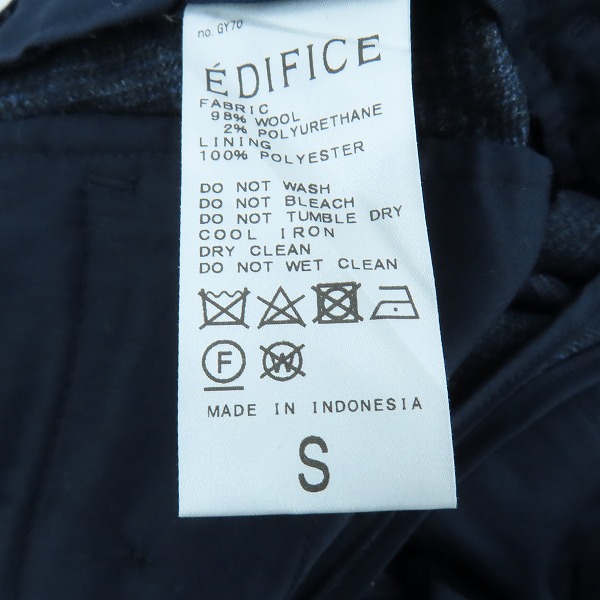 no. GY70
ÉDIFICE
FABRIC
98% WOOL
2% POLYURETHANE
LINING
100% POLYESTER
DO NOT WASH
DO NOT BLEACH
DO NOT TUMBLE DRY
COOL IRON
DRY CLEAN
DO NOT WET CLEAN
F W
MADE IN INDONESIA
S